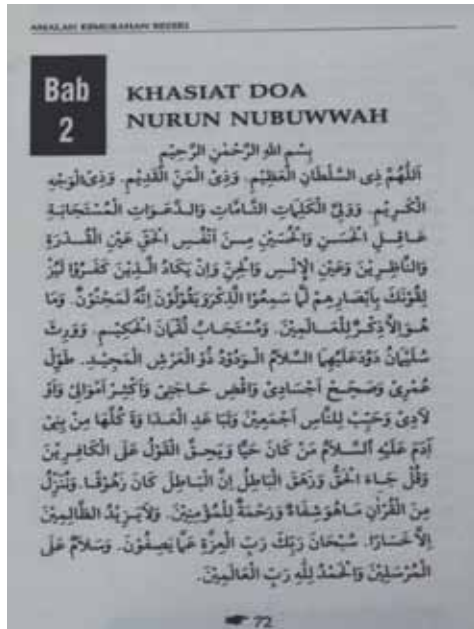 AMALAN KEMURAHAN REZEKI
Bab
2
KHASIAT DOA
NURUN NUBUWWAH
بِسْمِ اللهِ الرَّحْمٰنِ الرَّحِيْمِ
اَللّٰهُمَّ ذِى السُّلْطَانِ الْعَظِيْمِ. وَذِى الْمَنِّ الْقَدِيْمِ. وَذِى الْوَجْهِ
الْكَرِيْمِ. وَوَلِيِّ الْكَلِمَاتِ التَّامَّاتِ وَالدَّعَوَاتِ الْمُسْتَجَابَةِ
عَاقِلِ الْحَسَنِ وَالْحُسَيْنِ مِنْ اَنْفُسِ الْحَقِّ عَيْنِ الْقُدْرَةِ
وَالنَّاظِرِيْنَ وَعَيْنِ الْاِنْسِ وَالْجِنِّ وَاِنْ يَكَادُ الَّذِيْنَ كَفَرُوْا لَيُزْ
لِقُوْنَكَ بِاَبْصَارِهِمْ لَمَّا سَمِعُوا الذِّكْرَ وَيَقُوْلُوْنَ اِنَّهُ لَمَجْنُوْنٌ. وَمَا
هُوَ اِلَّا ذِكْرٌ لِلْعَالَمِيْنَ. وَمُسْتَجَابُ لُقْمَانَ الْحَكِيْمِ. وَوَرِثَ
سُلَيْمَانُ دَوُدَ عَلَيْهِمَا السَّلَامُ الْوَدُوْدُ ذُو الْعَرْشِ الْمَجِيْدِ. طَوِّلْ
عُمْرِىْ وَصَحِّحْ اَجْسَادِىْ وَاقْضِ حَاجَتِىْ وَاَكْثِرْ اَمْوَالِىْ وَاَوْ
لَادِىْ وَحَبِّبْ لِلنَّاسِ اَجْمَعِيْنَ وَتَبَاعَدِ الْعَدَا وَةَ كُلَّهَا مِنْ بَنِىْ
اٰدَمَ عَلَيْهِ السَّلَامُ مَنْ كَانَ حَيًّا وَيَحِقَّ الْقَوْلُ عَلَى الْكَافِرِيْنَ
وَقُلْ جَاءَ الْحَقُّ وَزَهَقَ الْبَاطِلُ اِنَّ الْبَاطِلَ كَانَ زَهُوْقًا. وَنُنَزِّلُ
مِنَ الْقُرْاٰنِ مَا هُوَ شِفَاءٌ وَرَحْمَةٌ لِلْمُؤْمِنِيْنَ. وَلَا يَزِيْدُ الظَّالِمِيْنَ
اِلَّا خَسَارًا. سُبْحَانَ رَبِّكَ رَبِّ الْعِزَّةِ عَمَّا يَصِفُوْنَ. وَسَلَامٌ عَلَى
الْمُرْسَلِيْنَ وَالْحَمْدُ لِلّٰهِ رَبِّ الْعَالَمِيْنَ.
72